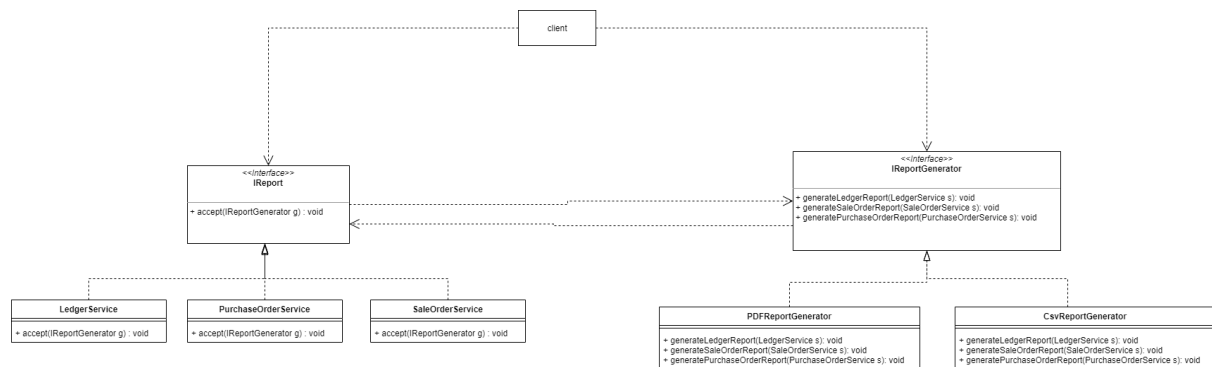 client
<<interface>>
IReport
+ accept(IReportGenerator g) : void
<<interface>>
IReportGenerator
+ generateLedgerReport(LedgerService s): void
+ generateSaleOrderReport(SaleOrderService s): void
+ generatePurchaseOrderReport(PurchaseOrderService s): void
LedgerService
+ accept(IReportGenerator g) : void
PurchaseOrderService
+ accept(IReportGenerator g) : void
SaleOrderService
+ accept(IReportGenerator g) : void
PDFReportGenerator
+ generateLedgerReport(LedgerService s): void
+ generateSaleOrderReport(SaleOrderService s): void
+ generatePurchaseOrderReport(PurchaseOrderService s): void
CsvReportGenerator
+ generateLedgerReport(LedgerService s): void
+ generateSaleOrderReport(SaleOrderService s): void
+ generatePurchaseOrderReport(PurchaseOrderService s): void